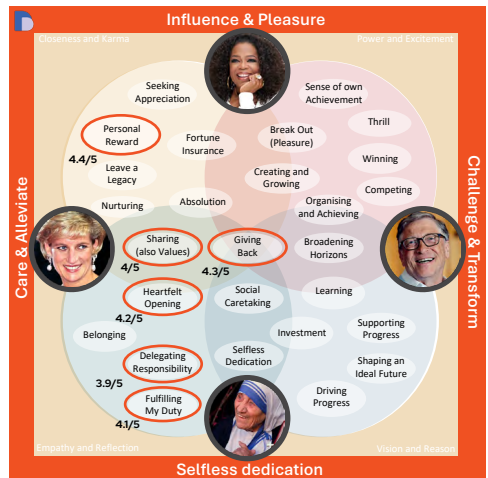 Influence & Pleasure
Closeness and Karma
Power and Excitement
Seeking
Appreciation
Sense of own
Achievement
Personal
Reward
4.4/5
Fortune
Insurance
Break Out
(Pleasure)
Thrill
Winning
Leave a
Legacy
Creating and
Growing
Competing
Nurturing
Absolution
Organising
and Achieving
Care & Alleviate
Challenge & Transform
Sharing
(also Values)
4/5
Giving
Back
4.3/5
Broadening
Horizons
Heartfelt
Opening
4.2/5
Social
Caretaking
Learning
Belonging
Investment
Supporting
Progress
Delegating
Responsibility
3.9/5
Selfless
Dedication
Shaping an
Ideal Future
Fulfilling
My Duty
4.1/5
Driving
Progress
Empathy and Reflection
Vision and Reason
Selfless dedication